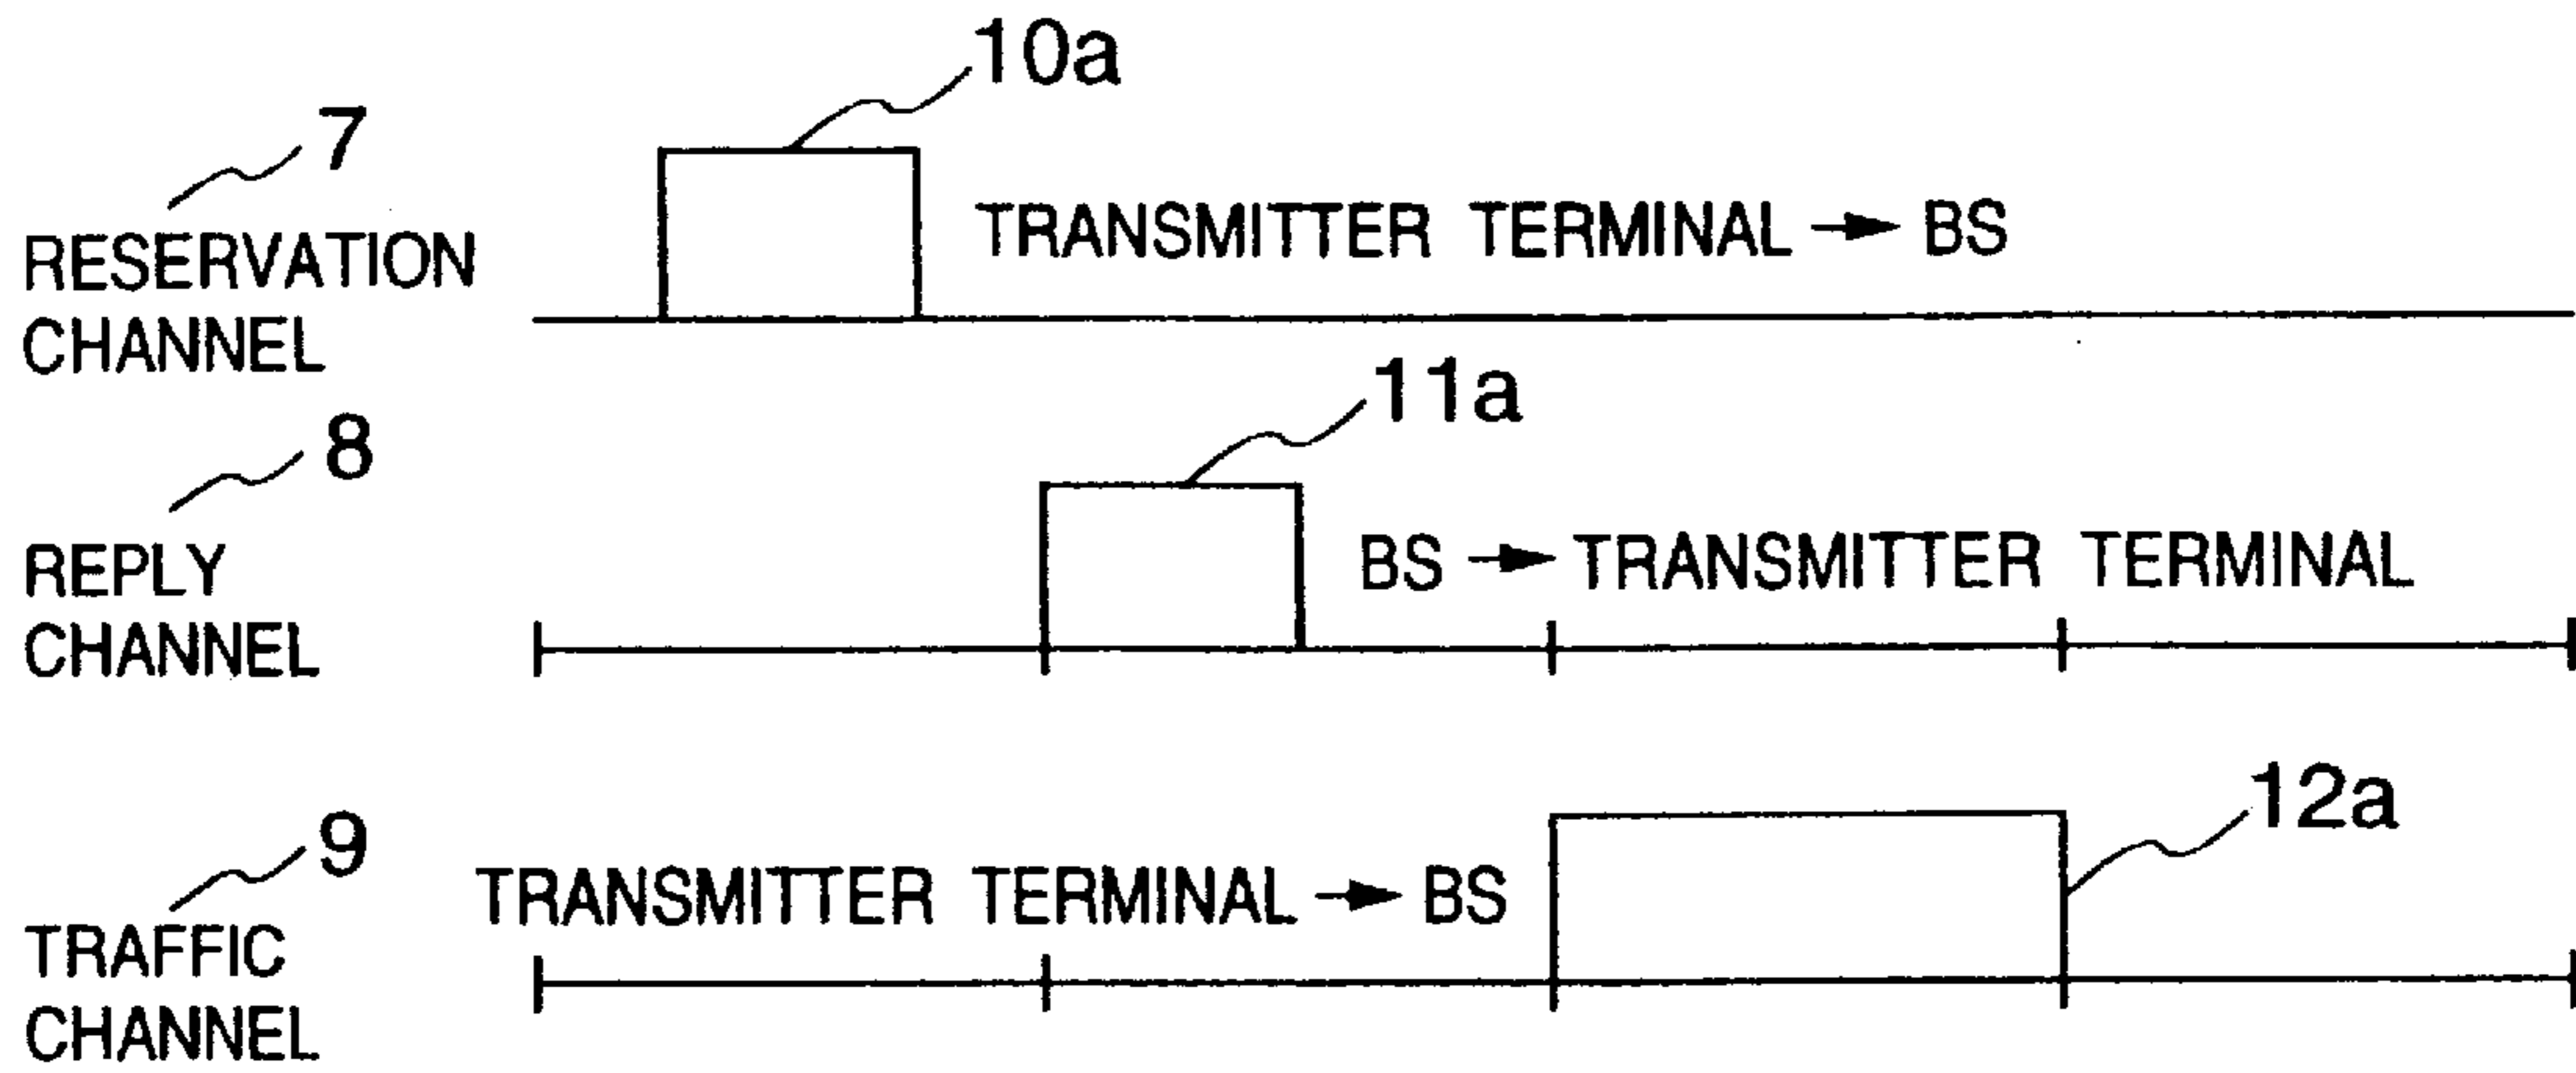 10a
7
RESERVATION
CHANNEL
TRANSMITTER TERMINAL → BS
11a
8
REPLY
CHANNEL
BS → TRANSMITTER TERMINAL
12a
9
TRAFFIC
CHANNEL
TRANSMITTER TERMINAL → BS